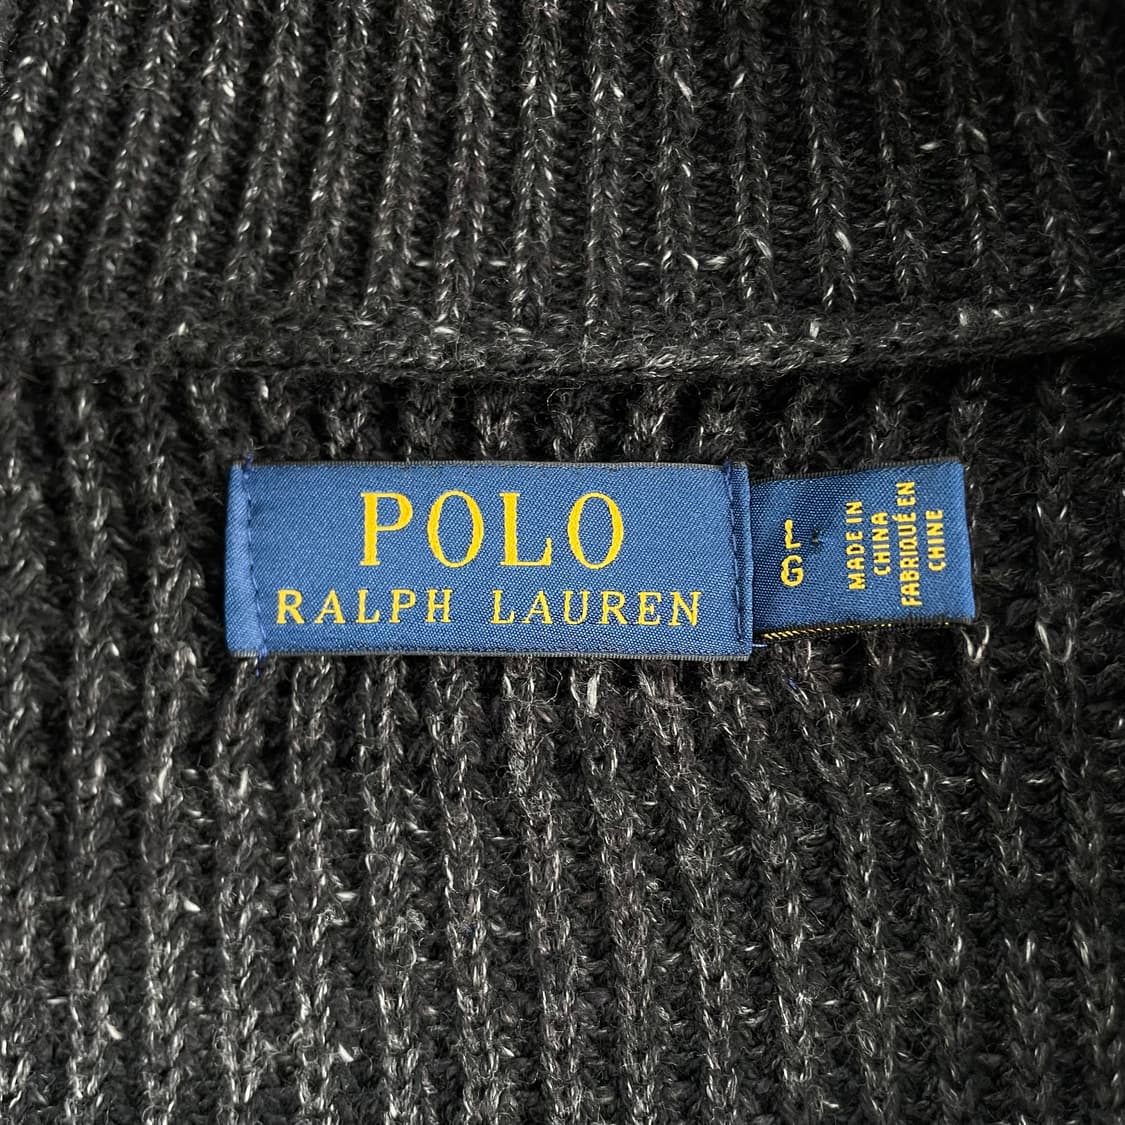 POLO
RALPH LAUREN
L
G
MADE IN
CHINA
FABRIQUÉ EN
CHINE